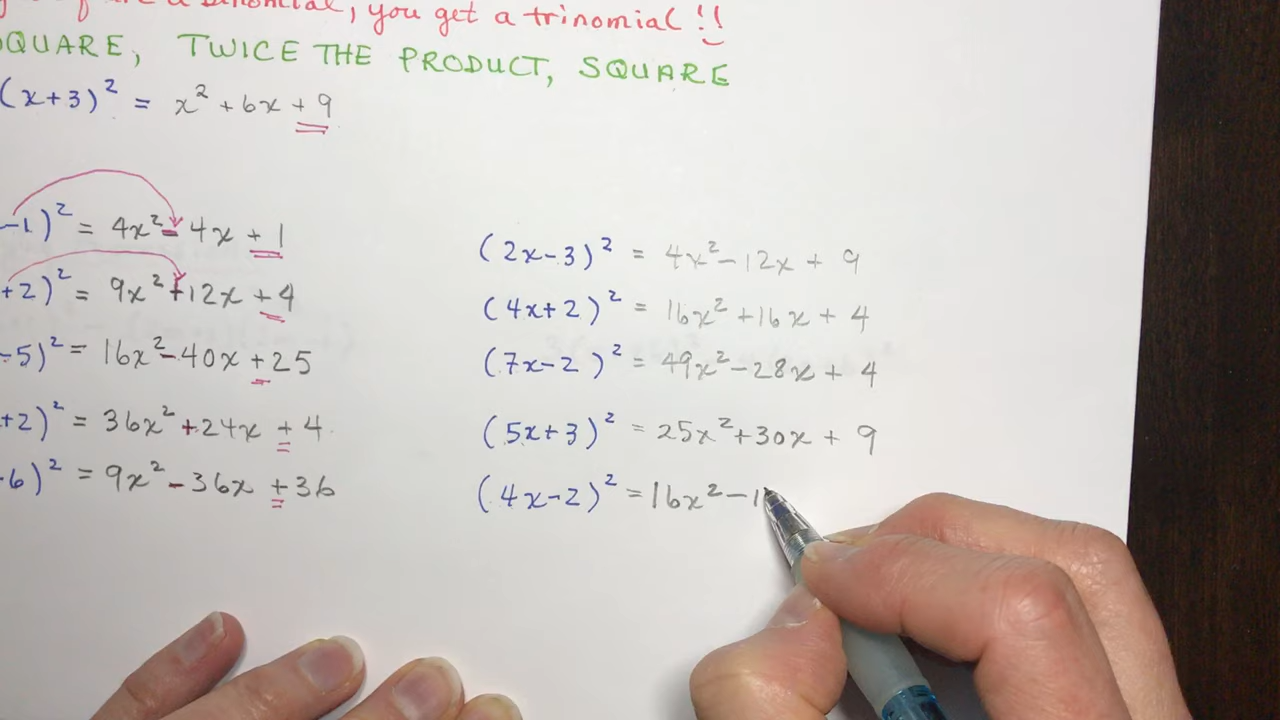 are a binomial, you get a trinomial!!
SQUARE, TWICE THE PRODUCT, SQUARE
(x+3)² = x² + 6x + 9
-1)² = 4x² - 4x + 1
+2)² = 9x² + 12x + 4
-5)² = 16x² - 40x + 25
+2)² = 36x² + 24x + 4
-6)² = 9x² - 36x + 36
(2x-3)² = 4x² - 12x + 9
(4x+2)² = 16x² + 16x + 4
(7x-2)² = 49x² - 28x + 4
(5x+3)² = 25x² + 30x + 9
(4x-2)² = 16x² - 1